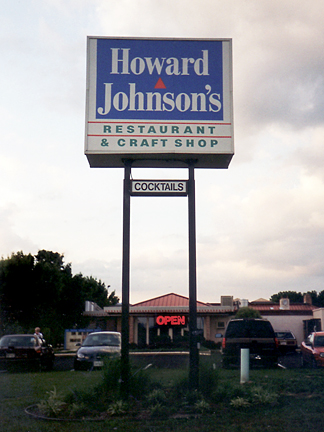 Howard
Johnson's
RESTAURANT
& CRAFT SHOP
COCKTAILS
OPEN